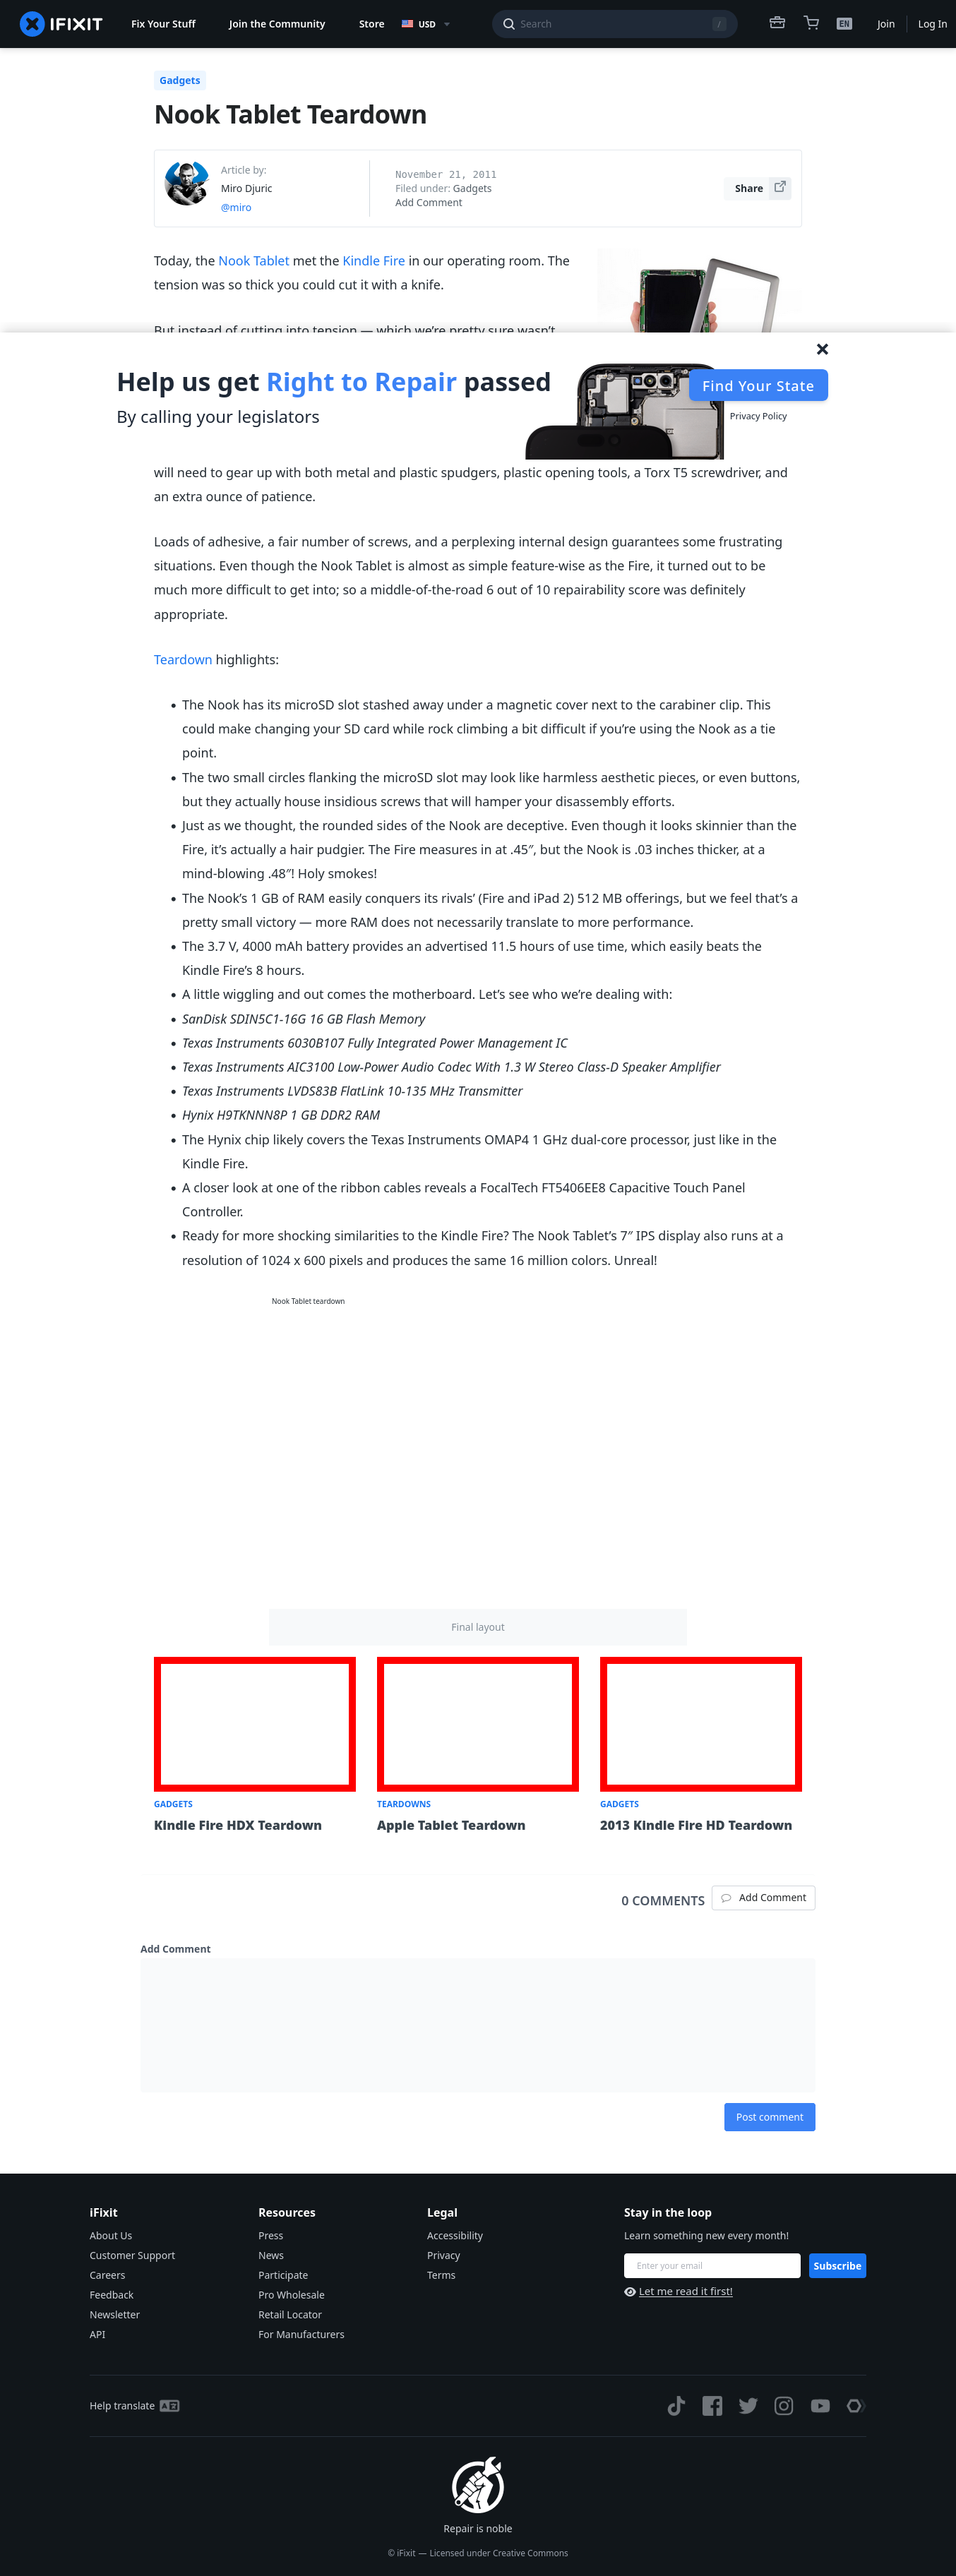 IFIXIT
Fix Your Stuff
Join the Community
Store
USD
Search
/
EN
Join
Log In
Gadgets
Nook Tablet Teardown
Article by:
Miro Djuric
@miro
November 21, 2011
Filed under: Gadgets
Add Comment
Share
Today, the Nook Tablet met the Kindle Fire in our operating room. The
tension was so thick you could cut it with a knife.
But instead of cutting into tension — which we’re pretty sure wasn’t
Help us get Right to Repair passed
By calling your legislators
Find Your State
Privacy Policy
will need to gear up with both metal and plastic spudgers, plastic opening tools, a Torx T5 screwdriver, and
an extra ounce of patience.
Loads of adhesive, a fair number of screws, and a perplexing internal design guarantees some frustrating
situations. Even though the Nook Tablet is almost as simple feature-wise as the Fire, it turned out to be
much more difficult to get into; so a middle-of-the-road 6 out of 10 repairability score was definitely
appropriate.
Teardown highlights:
• The Nook has its microSD slot stashed away under a magnetic cover next to the carabiner clip. This
could make changing your SD card while rock climbing a bit difficult if you’re using the Nook as a tie
point.
• The two small circles flanking the microSD slot may look like harmless aesthetic pieces, or even buttons,
but they actually house insidious screws that will hamper your disassembly efforts.
• Just as we thought, the rounded sides of the Nook are deceptive. Even though it looks skinnier than the
Fire, it’s actually a hair pudgier. The Fire measures in at .45″, but the Nook is .03 inches thicker, at a
mind-blowing .48″! Holy smokes!
• The Nook’s 1 GB of RAM easily conquers its rivals’ (Fire and iPad 2) 512 MB offerings, but we feel that’s a
pretty small victory — more RAM does not necessarily translate to more performance.
• The 3.7 V, 4000 mAh battery provides an advertised 11.5 hours of use time, which easily beats the
Kindle Fire’s 8 hours.
• A little wiggling and out comes the motherboard. Let’s see who we’re dealing with:
• SanDisk SDIN5C1-16G 16 GB Flash Memory
• Texas Instruments 6030B107 Fully Integrated Power Management IC
• Texas Instruments AIC3100 Low-Power Audio Codec With 1.3 W Stereo Class-D Speaker Amplifier
• Texas Instruments LVDS83B FlatLink 10-135 MHz Transmitter
• Hynix H9TKNNN8P 1 GB DDR2 RAM
• The Hynix chip likely covers the Texas Instruments OMAP4 1 GHz dual-core processor, just like in the
Kindle Fire.
• A closer look at one of the ribbon cables reveals a FocalTech FT5406EE8 Capacitive Touch Panel
Controller.
• Ready for more shocking similarities to the Kindle Fire? The Nook Tablet’s 7″ IPS display also runs at a
resolution of 1024 x 600 pixels and produces the same 16 million colors. Unreal!
Nook Tablet teardown
Final layout
GADGETS
Kindle Fire HDX Teardown
TEARDOWNS
Apple Tablet Teardown
GADGETS
2013 Kindle Fire HD Teardown
0 COMMENTS
Add Comment
Add Comment
Post comment
iFixit
About Us
Customer Support
Careers
Feedback
Newsletter
API
Resources
Press
News
Participate
Pro Wholesale
Retail Locator
For Manufacturers
Legal
Accessibility
Privacy
Terms
Stay in the loop
Learn something new every month!
Enter your email
Subscribe
Let me read it first!
Help translate
Repair is noble
© iFixit — Licensed under Creative Commons